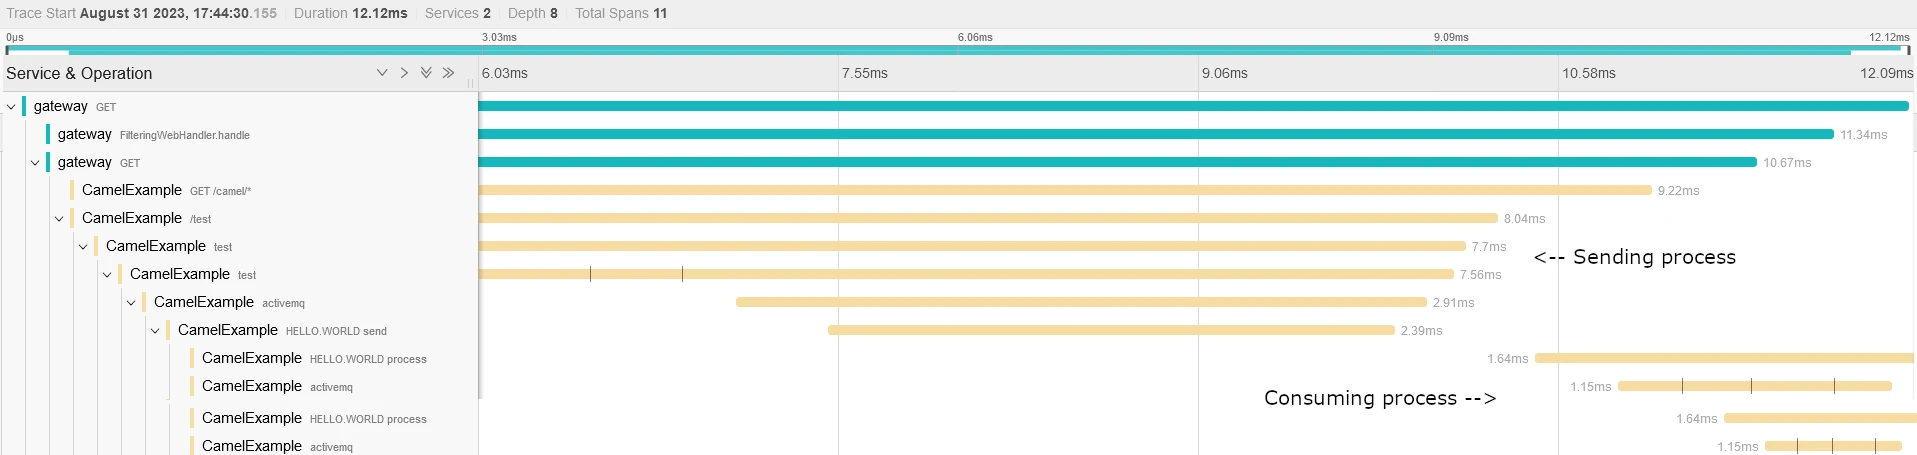 Trace Start August 31 2023, 17:44:30.155 Duration 12.12ms Services 2 Depth 8 Total Spans 11
0μs 3.03ms 6.06ms 9.09ms 12.12ms
Service & Operation 6.03ms 7.55ms 9.06ms 10.58ms 12.09ms
gateway GET
gateway FilteringWebHandler.handle 11.34ms
gateway GET 10.67ms
CamelExample GET /camel/* 9.22ms
CamelExample /test 8.04ms
CamelExample test 7.7ms
<-- Sending process
CamelExample test 7.56ms
CamelExample activemq 2.91ms
CamelExample HELLO.WORLD send 2.39ms
CamelExample HELLO.WORLD process 1.64ms
CamelExample activemq 1.15ms
Consuming process -->
CamelExample HELLO.WORLD process 1.64ms
CamelExample activemq 1.15ms